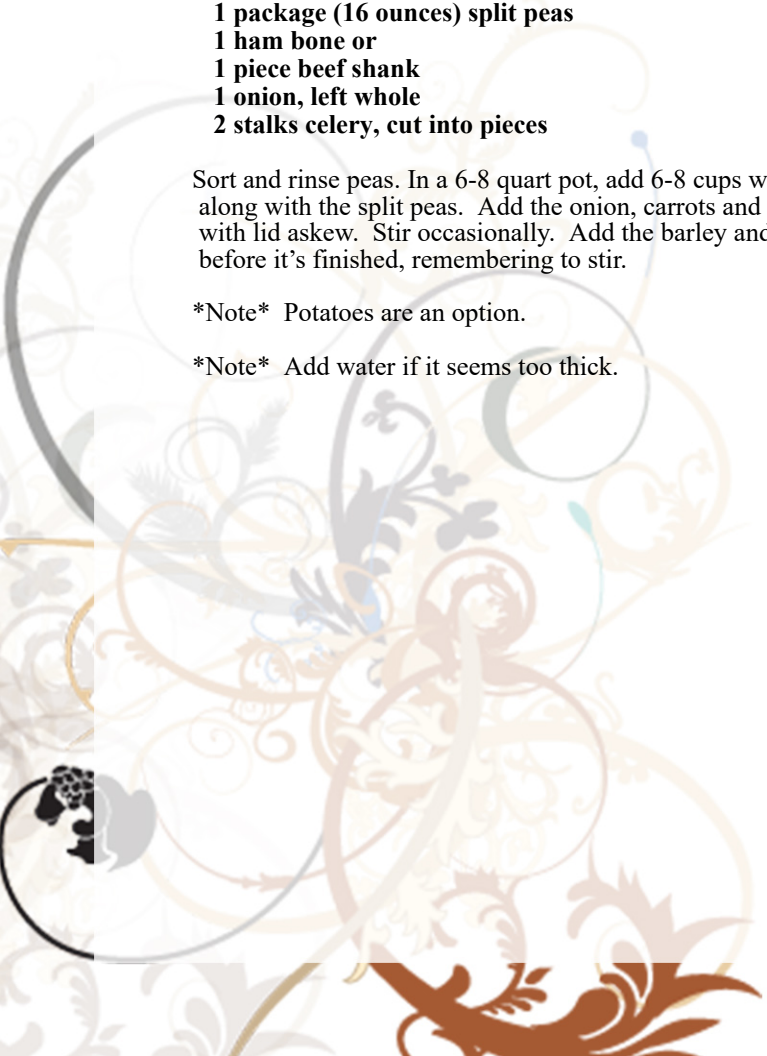 1 package (16 ounces) split peas
1 ham bone or
1 piece beef shank
1 onion, left whole
2 stalks celery, cut into pieces
Sort and rinse peas. In a 6-8 quart pot, add 6-8 cups
along with the split peas.  Add the onion, carrots and
with lid askew.  Stir occasionally.  Add the barley and
before it’s finished, remembering to stir.
*Note*  Potatoes are an option.
*Note*  Add water if it seems too thick.